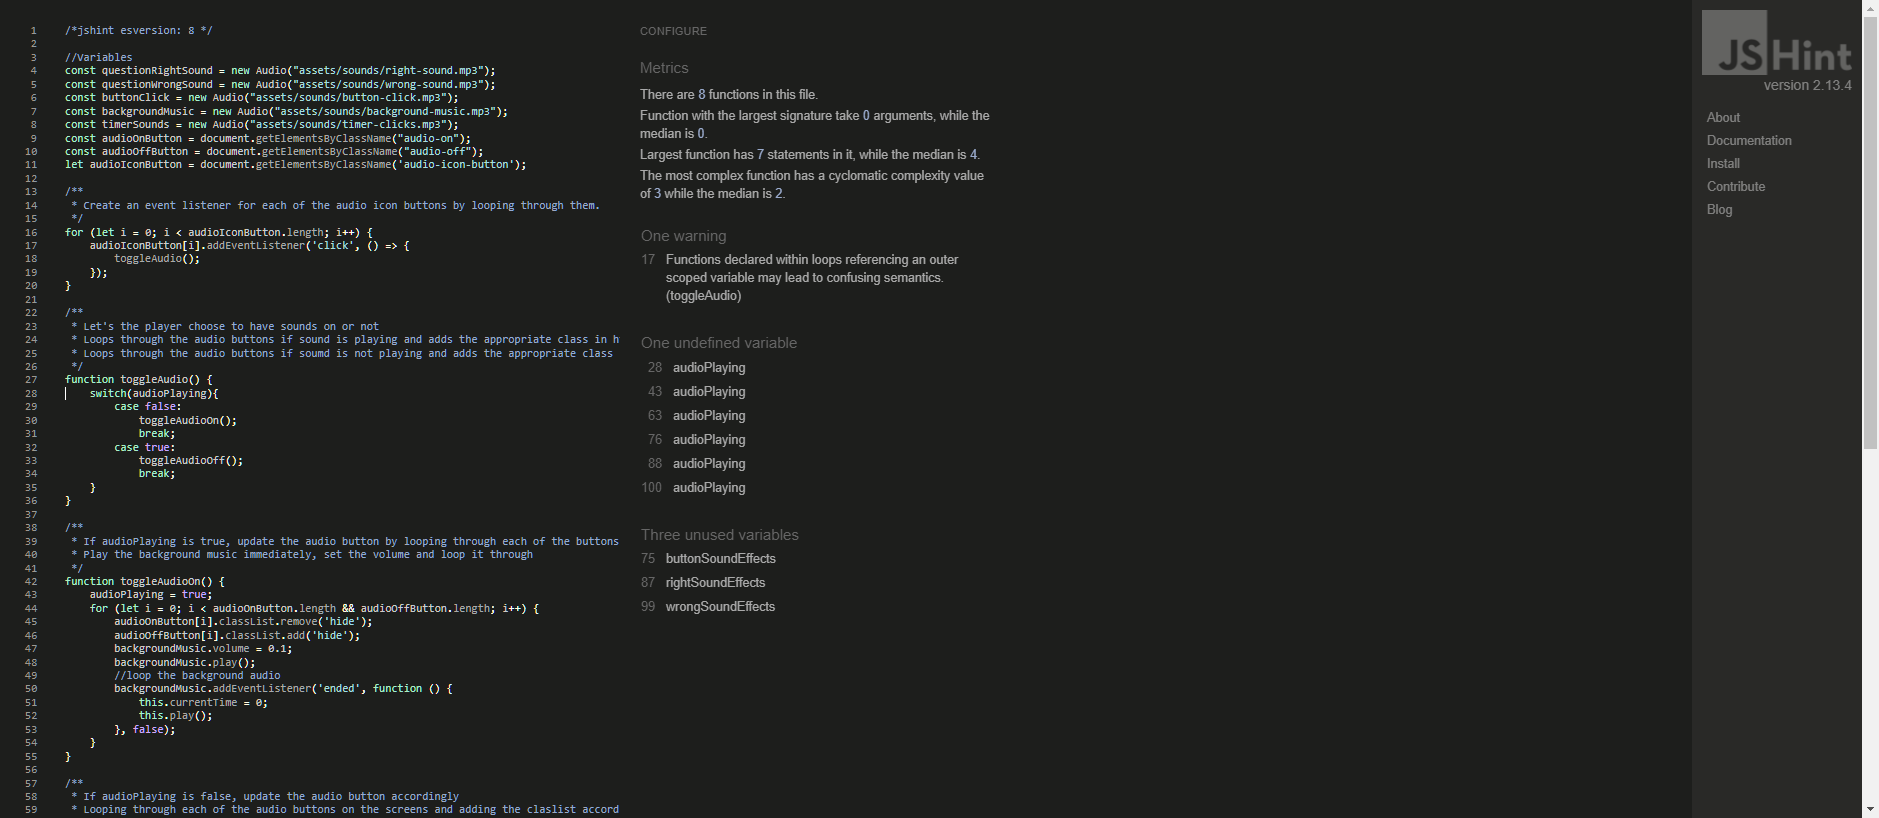 1 /*jshint esversion: 8 */
2
3 //Variables
4 const questionRightSound = new Audio("assets/sounds/right-sound.mp3");
5 const questionWrongSound = new Audio("assets/sounds/wrong-sound.mp3");
6 const buttonClick = new Audio("assets/sounds/button-click.mp3");
7 const backgroundMusic = new Audio("assets/sounds/background-music.mp3");
8 const timerSounds = new Audio("assets/sounds/timer-clicks.mp3");
9 const audioOnButton = document.getElementsByClassName("audio-on");
10 const audioOffButton = document.getElementsByClassName("audio-off");
11 let audioIconButton = document.getElementsByClassName('audio-icon-button');
12
13 /**
14 * Create an event listener for each of the audio icon buttons by looping through them.
15 */
16 for (let i = 0; i < audioIconButton.length; i++) {
17 audioIconButton[i].addEventListener('click', () => {
18 toggleAudio();
19 });
20 }
21
22 /**
23 * Let's the player choose to have sounds on or not
24 * Loops through the audio buttons if sound is playing and adds the appropriate class in h
25 * Loops through the audio buttons if soumd is not playing and adds the appropriate class
26 */
27 function toggleAudio() {
28 switch(audioPlaying){
29 case false:
30 toggleAudioOn();
31 break;
32 case true:
33 toggleAudioOff();
34 break;
35 }
36 }
37
38 /**
39 * If audioPlaying is true, update the audio button by looping through each of the buttons
40 * Play the background music immediately, set the volume and loop it through
41 */
42 function toggleAudioOn() {
43 audioPlaying = true;
44 for (let i = 0; i < audioOnButton.length && audioOffButton.length; i++) {
45 audioOnButton[i].classList.remove('hide');
46 audioOffButton[i].classList.add('hide');
47 backgroundMusic.volume = 0.1;
48 backgroundMusic.play();
49 //loop the background audio
50 backgroundMusic.addEventListener('ended', function () {
51 this.currentTime = 0;
52 this.play();
53 }, false);
54 }
55 }
56
57 /**
58 * If audioPlaying is false, update the audio button accordingly
59 * Looping through each of the audio buttons on the screens and adding the claslist accord
CONFIGURE
Metrics
There are 8 functions in this file.
Function with the largest signature take 0 arguments, while the
median is 0.
Largest function has 7 statements in it, while the median is 4.
The most complex function has a cyclomatic complexity value
of 3 while the median is 2.
One warning
17 Functions declared within loops referencing an outer
scoped variable may lead to confusing semantics.
(toggleAudio)
One undefined variable
28 audioPlaying
43 audioPlaying
63 audioPlaying
76 audioPlaying
88 audioPlaying
100 audioPlaying
Three unused variables
75 buttonSoundEffects
87 rightSoundEffects
99 wrongSoundEffects
JSHint
version 2.13.4
About
Documentation
Install
Contribute
Blog